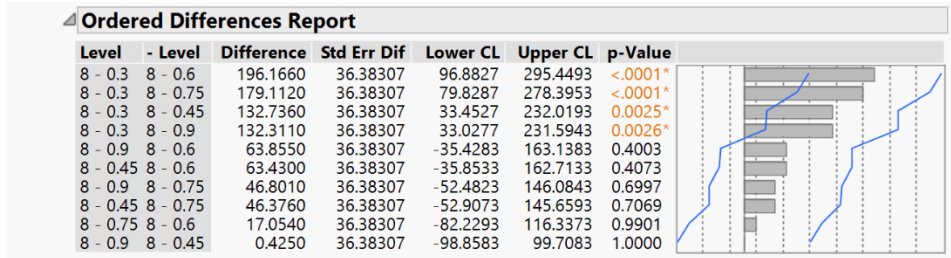 Ordered Differences Report
Level - Level Difference Std Err Dif Lower CL Upper CL p-Value
8 - 0.3 8 - 0.6 196.1660 36.38307 96.8827 295.4493 <.0001*
8 - 0.3 8 - 0.75 179.1120 36.38307 79.8287 278.3953 <.0001*
8 - 0.3 8 - 0.45 132.7360 36.38307 33.4527 232.0193 0.0025*
8 - 0.3 8 - 0.9 132.3110 36.38307 33.0277 231.5943 0.0026*
8 - 0.9 8 - 0.6 63.8550 36.38307 -35.4283 163.1383 0.4003
8 - 0.45 8 - 0.6 63.4300 36.38307 -35.8533 162.7133 0.4073
8 - 0.9 8 - 0.75 46.8010 36.38307 -52.4823 146.0843 0.6997
8 - 0.45 8 - 0.75 46.3760 36.38307 -52.9073 145.6593 0.7069
8 - 0.75 8 - 0.6 17.0540 36.38307 -82.2293 116.3373 0.9901
8 - 0.9 8 - 0.45 0.4250 36.38307 -98.8583 99.7083 1.0000